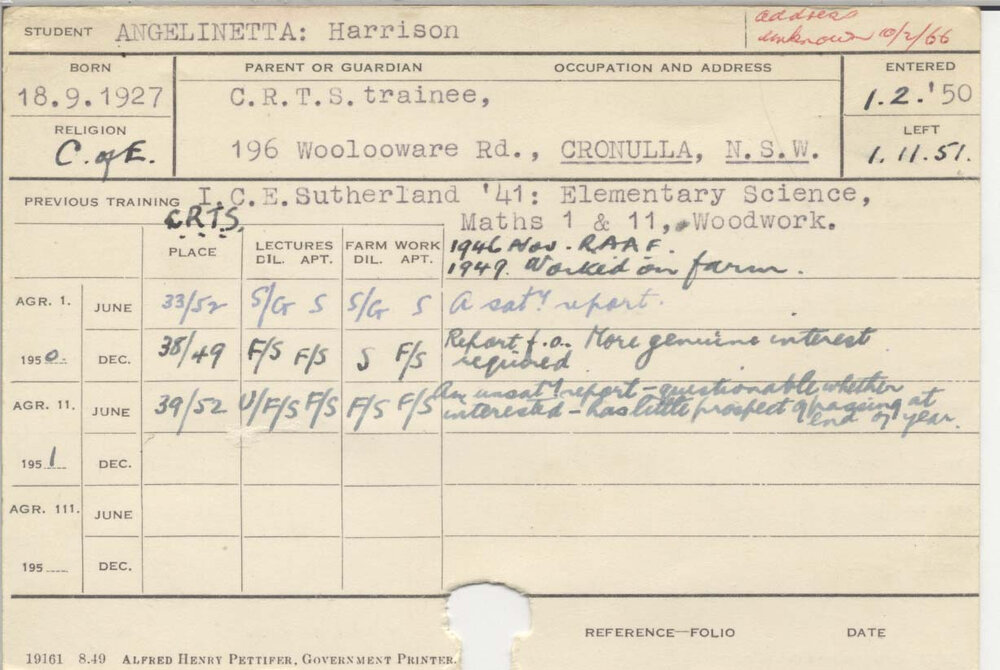 STUDENT ANGELINETTA: Harrison
address
unknown 10/2/66
BORN PARENT OR GUARDIAN OCCUPATION AND ADDRESS ENTERED
18.9.1927 C.R.T.S. trainee, 1.2.'50
RELIGION LEFT
C. of E. 196 Woolooware Rd., CRONULLA, N.S.W. 1.11.51.
PREVIOUS TRAINING I.C.E. Sutherland '41: Elementary Science,
C.R.T.S. Maths 1 & 11, Woodwork.
PLACE LECTURES FARM WORK 1946 Nov. R.A.A.F.
DIL. APT. DIL. APT. 1949. Worked on farm.
AGR. 1. JUNE 33/52 S/G S S/G S A saty report.
1950. DEC. 38/49 F/S F/S S F/S Report f.o. More genuine interest
required
AGR. 11. JUNE 39/52 U/F/S F/S F/S F/S An unsaty report - questionable whether
interested - has little prospect of passing at
end of year.
1951 DEC.
AGR. 111. JUNE
195.... DEC.
REFERENCE—FOLIO DATE
19161 8.49 ALFRED HENRY PETTIFER, GOVERNMENT PRINTER.